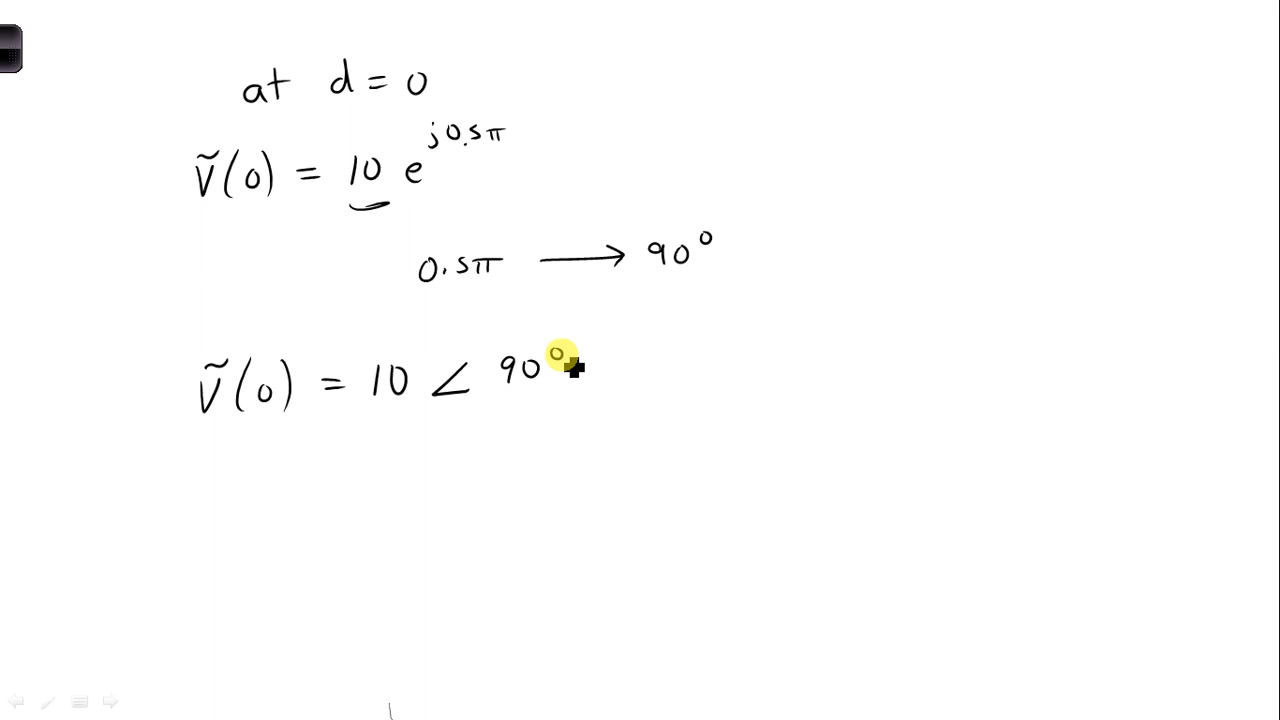 at d = 0
Ṽ(0) = 10 e^{j0.5π}
0.5π ⟶ 90°
Ṽ(0) = 10 ∠ 90°